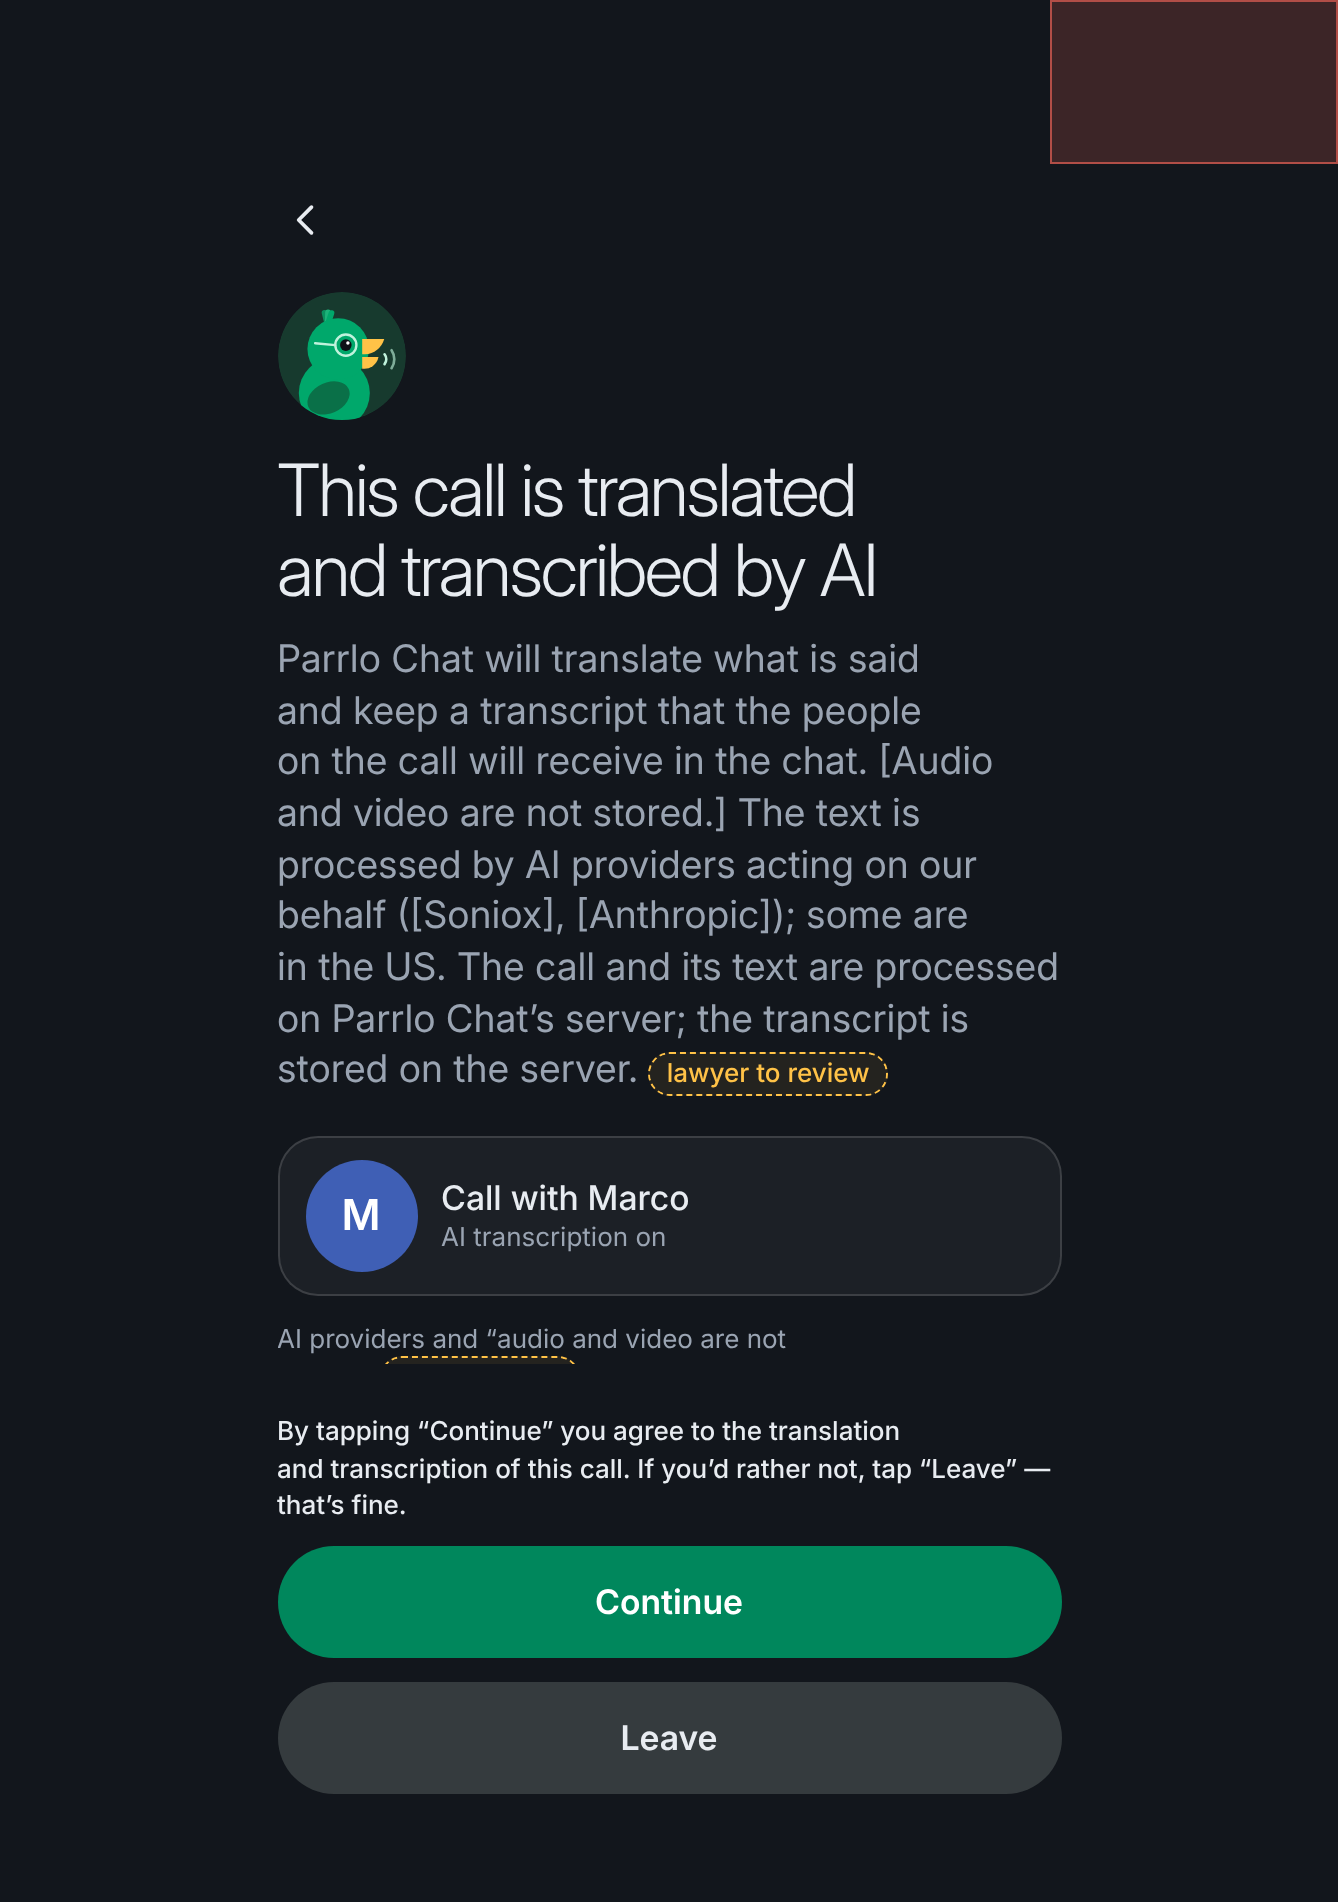 This call is translated
and transcribed by AI
Parrlo Chat will translate what is said
and keep a transcript that the people
on the call will receive in the chat. [Audio
and video are not stored.] The text is
processed by AI providers acting on our
behalf ([Soniox], [Anthropic]); some are
in the US. The call and its text are processed
on Parrlo Chat’s server; the transcript is
stored on the server. lawyer to review
M
Call with Marco
AI transcription on
AI providers and “audio and video are not
By tapping “Continue” you agree to the translation
and transcription of this call. If you’d rather not, tap “Leave” —
that’s fine.
Continue
Leave